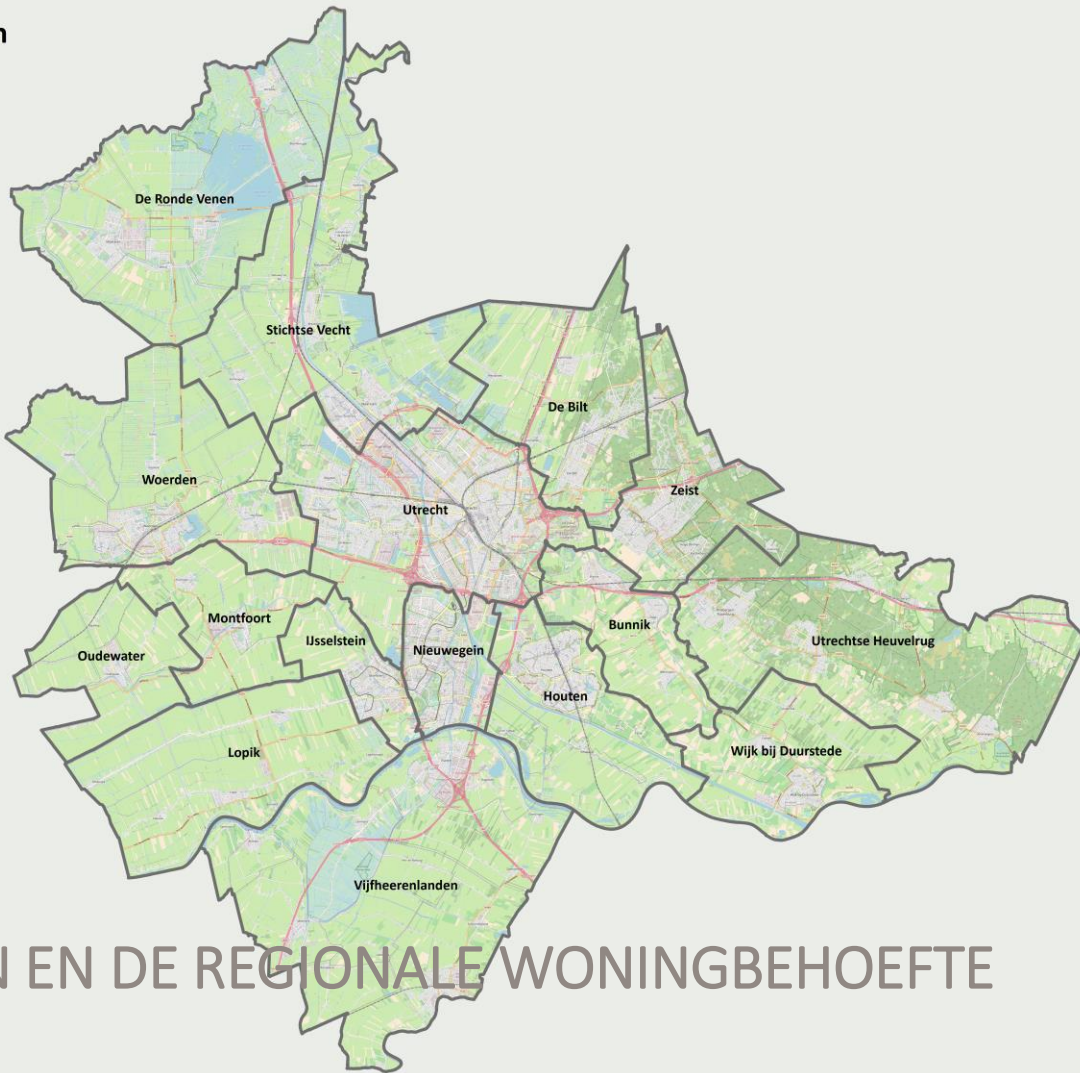 n
De Ronde Venen
Stichtse Vecht
De Bilt
Woerden
Zeist
Utrecht
Montfoort
Bunnik
IJsselstein
Utrechtse Heuvelrug
Nieuwegein
Oudewater
Houten
Wijk bij Duurstede
Lopik
Vijfheerenlanden
N EN DE REGIONALE WONINGBEHOEFTE